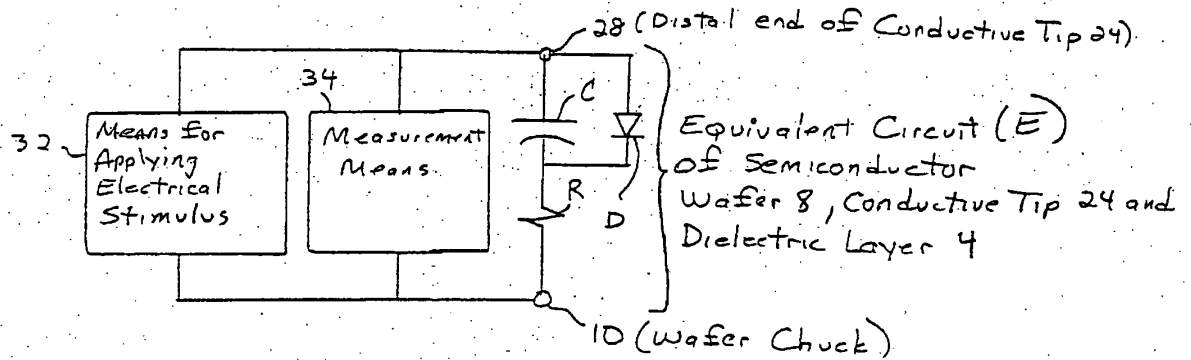 28 (Distal end of Conductive Tip 24)
34
C
32
Means for
Applying
Electrical
Stimulus
Measurement
Means
R
D
Equivalent Circuit (E)
of Semiconductor
Wafer 8, Conductive Tip 24 and
Dielectric Layer 4
10 (Wafer Chuck)